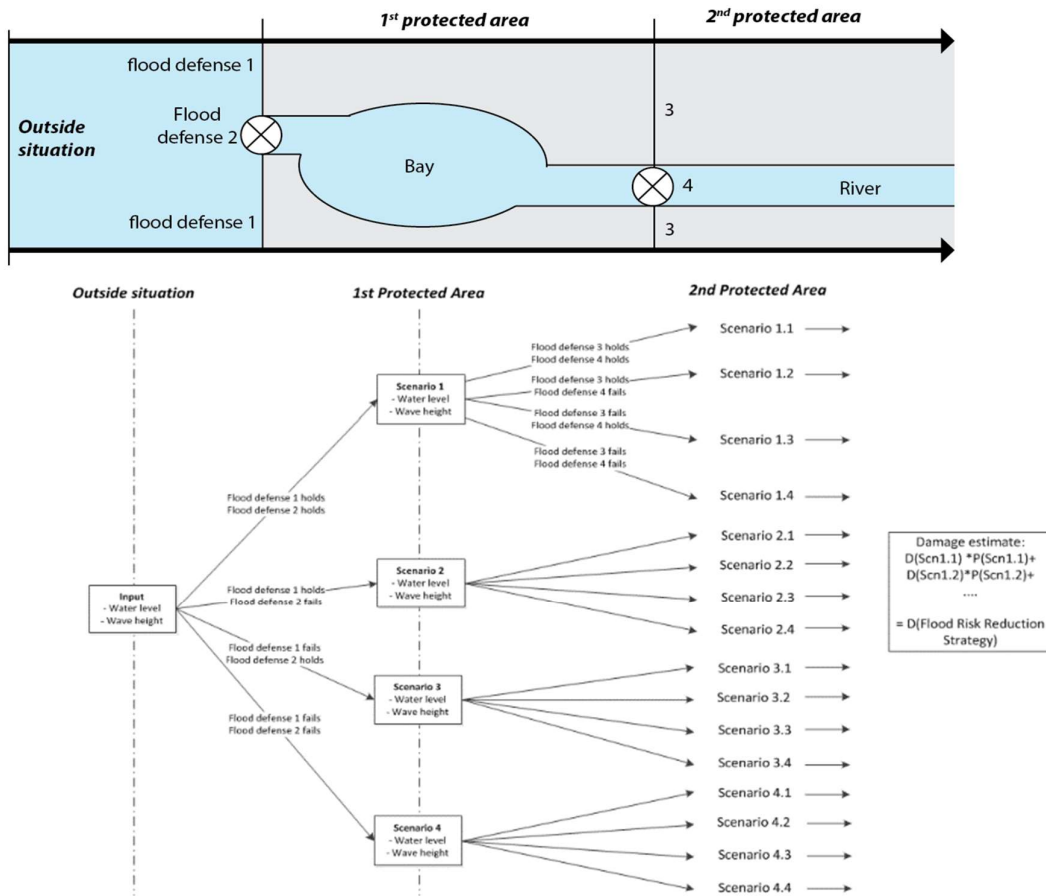 1st protected area
2nd protected area
flood defense 1
Flood
defense 2
Outside
situation
Bay
3
4
River
flood defense 1
3
Outside situation
1st Protected Area
2nd Protected Area
Scenario 1.1
Flood defense 3 holds
Flood defense 4 holds
Scenario 1
- Water level
- Wave height
Flood defense 3 holds
Flood defense 4 fails
Scenario 1.2
Flood defense 3 fails
Flood defense 4 holds
Scenario 1.3
Flood defense 3 fails
Flood defense 4 fails
Scenario 1.4
Flood defense 1 holds
Flood defense 2 holds
Scenario 2.1
Scenario 2
- Water level
- Wave height
Scenario 2.2
Scenario 2.3
Scenario 2.4
Damage estimate:
D(Scn1.1) *P(Scn1.1)+
D(Scn1.2)*P(Scn1.2)+
....
= D(Flood Risk Reduction
Strategy)
Input
- Water level
- Wave height
Flood defense 1 holds
Flood defense 2 fails
Flood defense 1 fails
Flood defense 2 holds
Scenario 3.1
Scenario 3
- Water level
- Wave height
Scenario 3.2
Scenario 3.3
Scenario 3.4
Flood defense 1 fails
Flood defense 2 fails
Scenario 4.1
Scenario 4
- Water level
- Wave height
Scenario 4.2
Scenario 4.3
Scenario 4.4